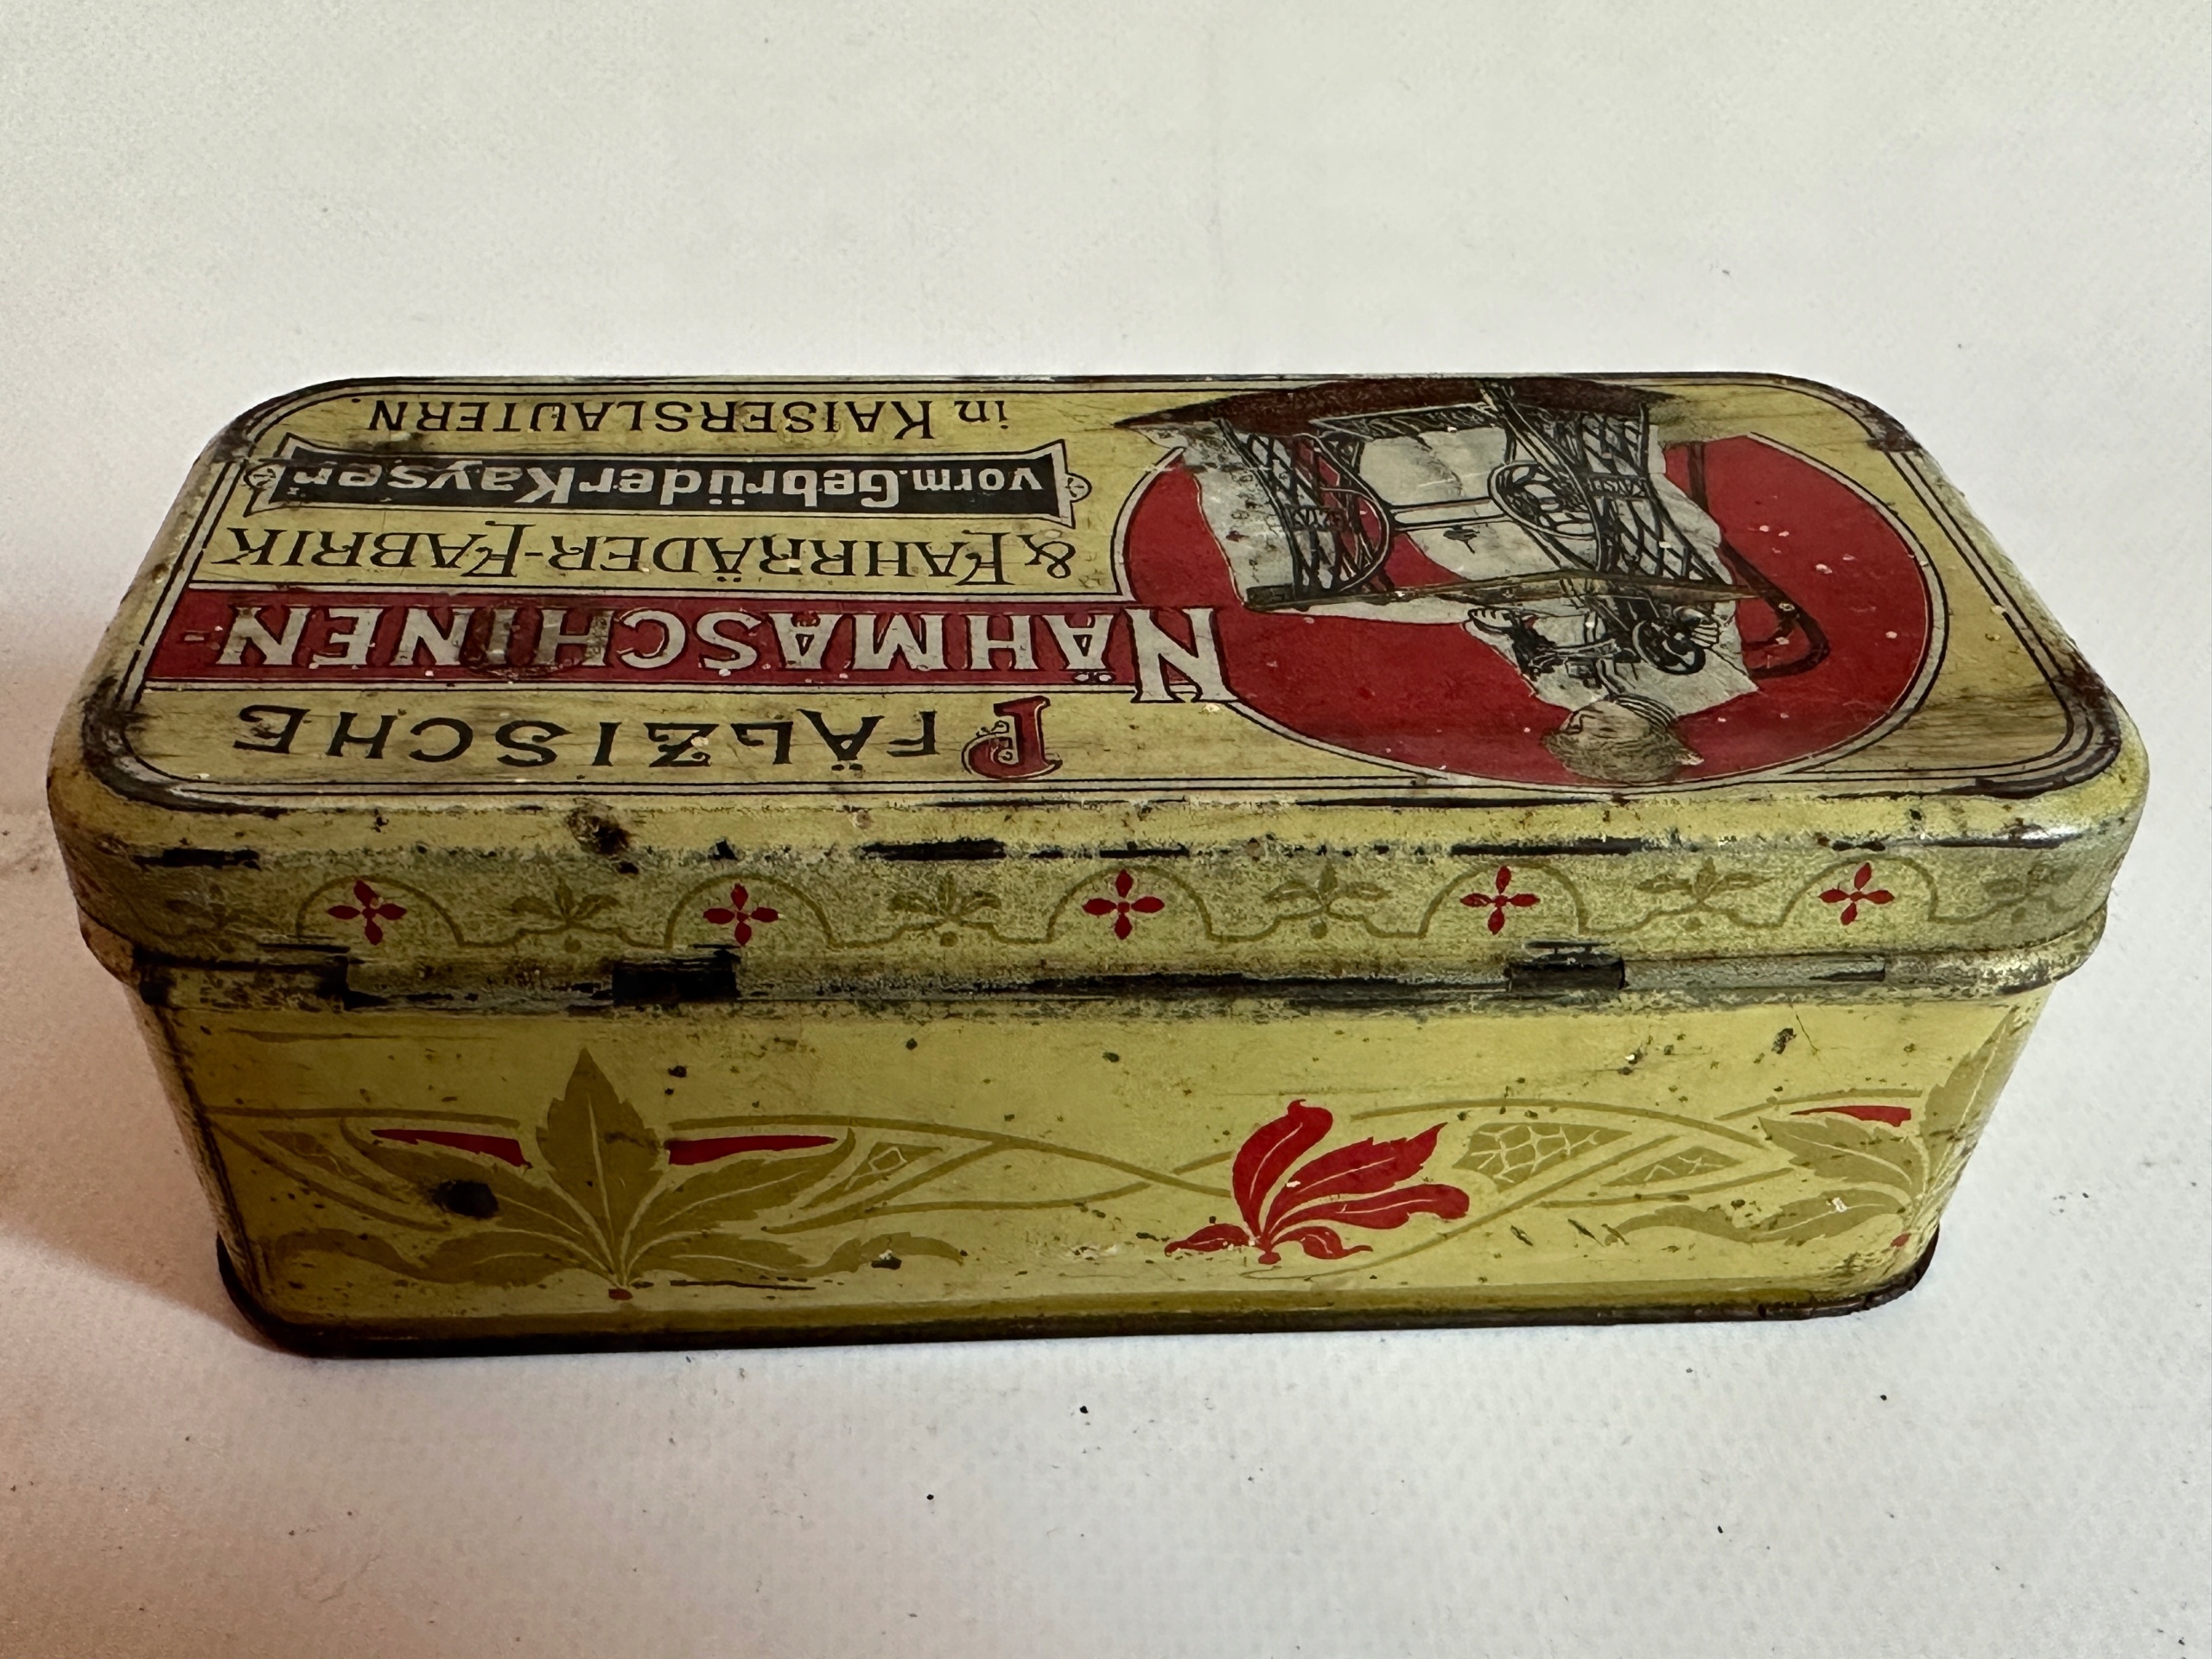 PFÄLZISCHE
NÄHMASCHINEN-
& FAHRRÄDER-FABRIK
vorm. Gebrüder Kayser
in KAISERSLAUTERN.